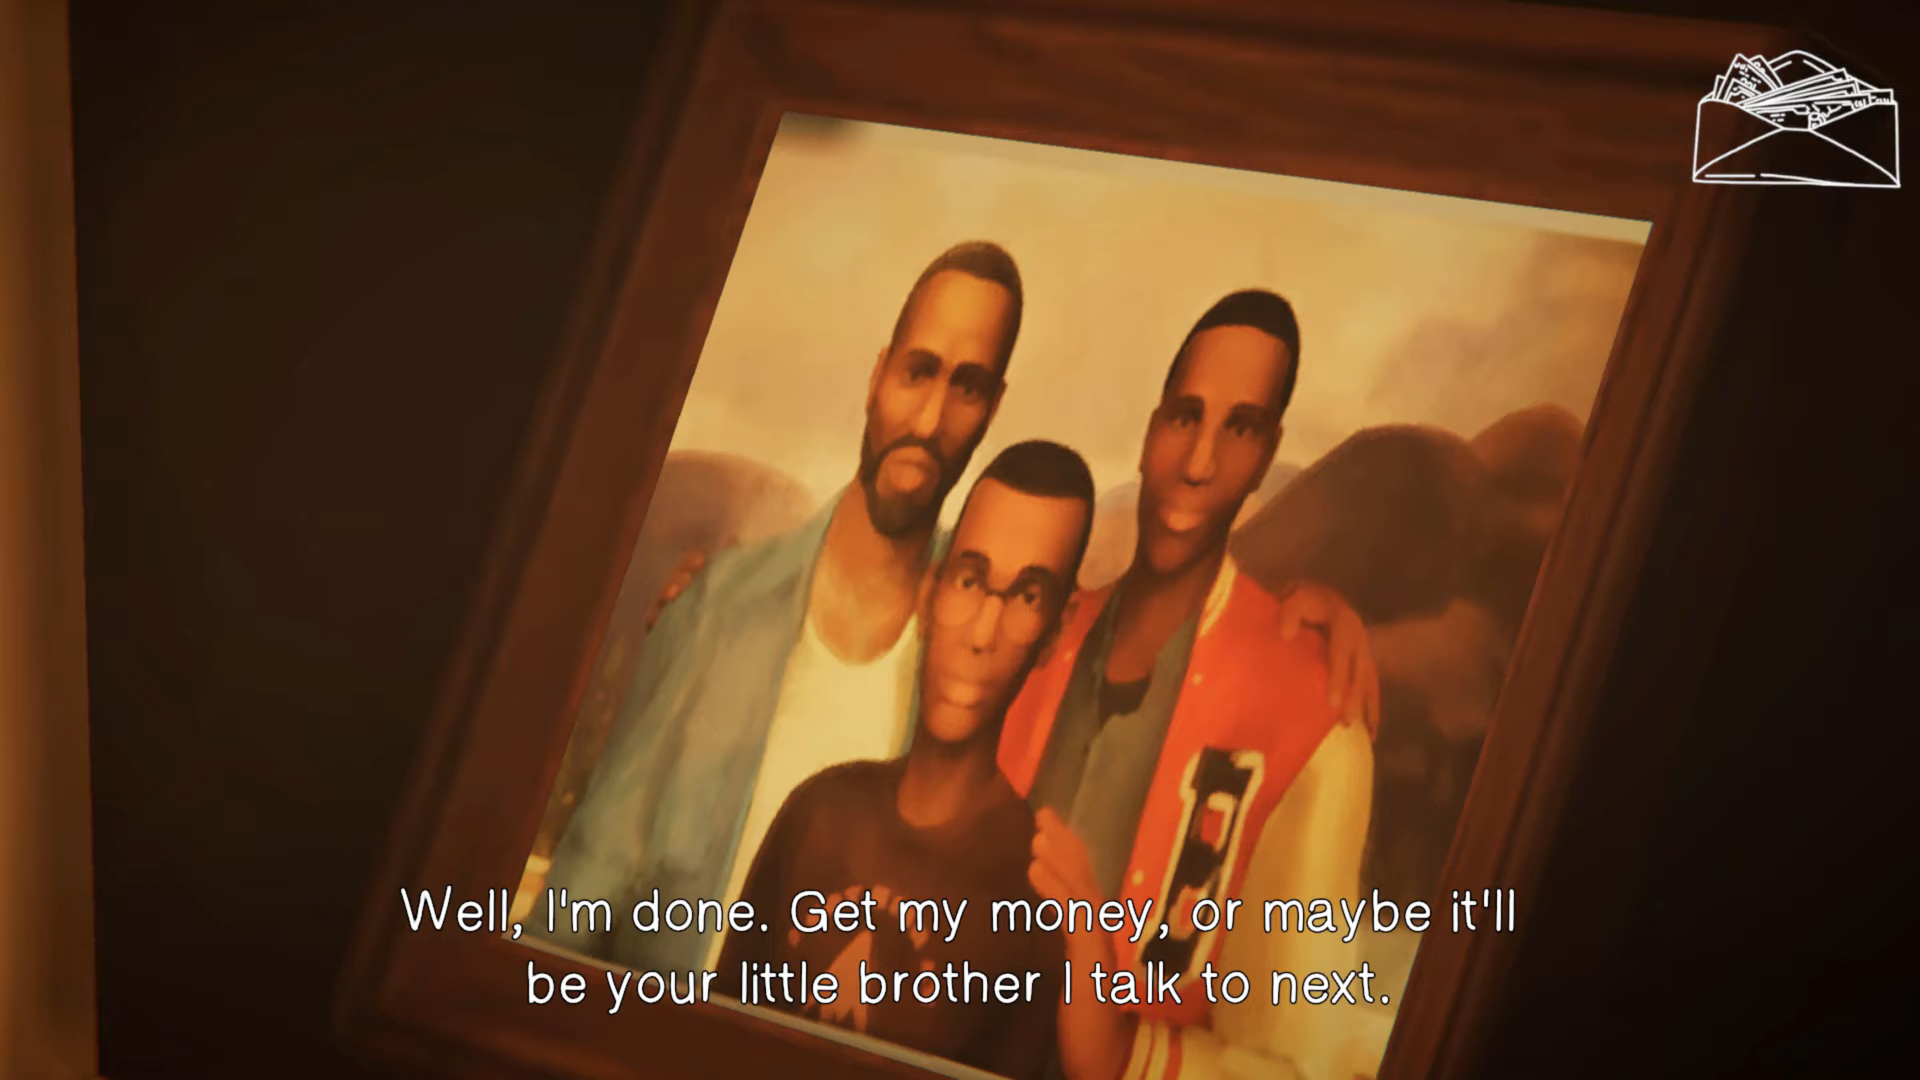 Well, I'm done. Get my money, or maybe it'll
be your little brother I talk to next.